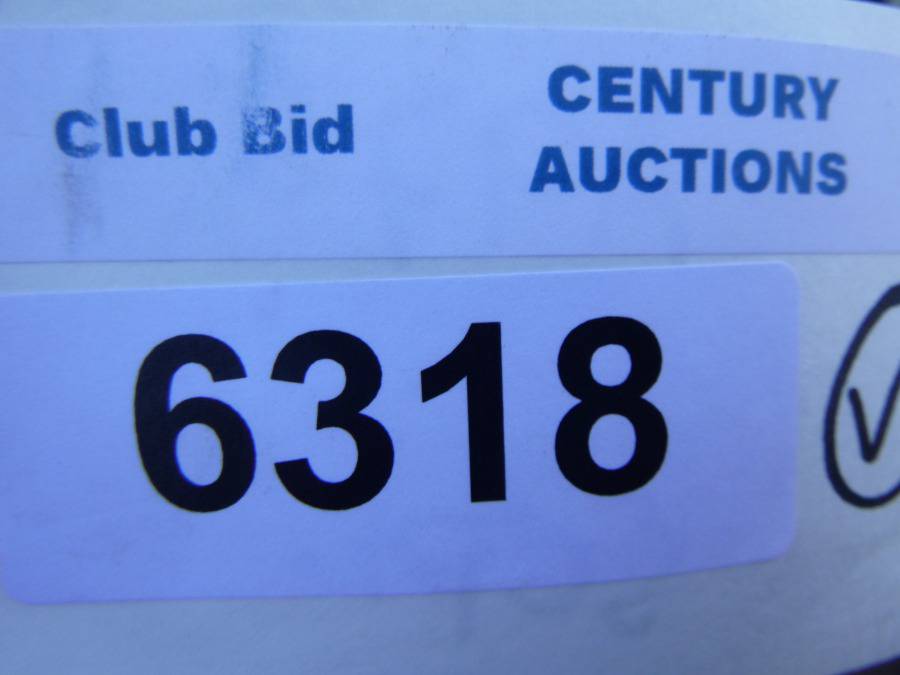 Club Bid
CENTURY
AUCTIONS
6318